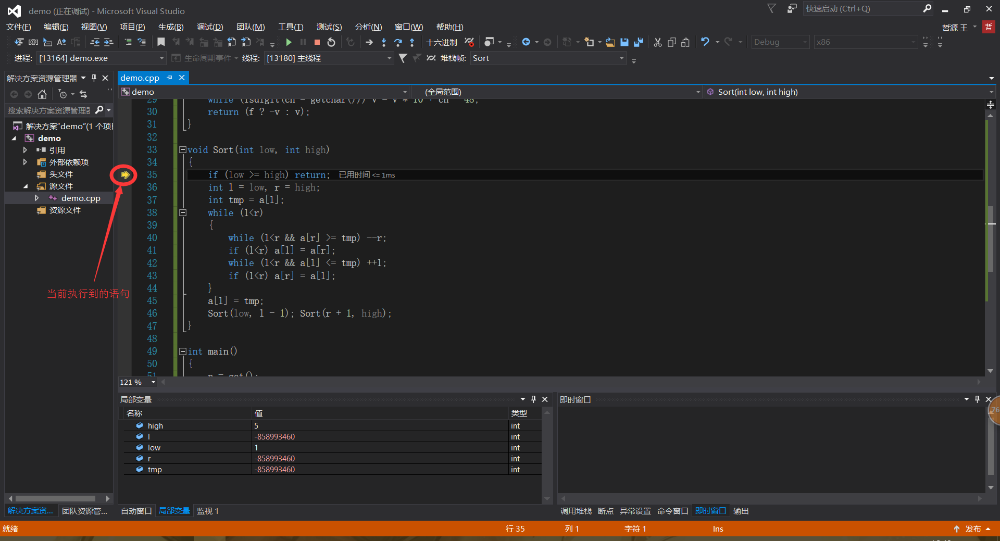 demo (正在调试) - Microsoft Visual Studio
快速启动 (Ctrl+Q)
文件(F) 编辑(E) 视图(V) 项目(P) 生成(B) 调试(D) 团队(M) 工具(T) 测试(S) 分析(N) 窗口(W) 帮助(H)
哲源 王
哲
十六进制
Debug
x86
进程: [13164] demo.exe
生命周期事件
线程: [13180] 主线程
堆栈帧: Sort
解决方案资源管理器
搜索解决方案资源管理器
解决方案"demo"(1 个项目
demo
引用
外部依赖项
头文件
源文件
demo.cpp
资源文件
当前执行到的语句
解决方案资...
团队资源管...
demo.cpp
demo
(全局范围)
Sort(int low, int high)
29 while (isdigit(ch = getchar())) v = v * 10 + ch - 48;
30 return (f ? -v : v);
31 }
32
33 void Sort(int low, int high)
34 {
35 if (low >= high) return; 已用时间 <= 1ms
36 int l = low, r = high;
37 int tmp = a[l];
38 while (l<r)
39 {
40 while (l<r && a[r] >= tmp) --r;
41 if (l<r) a[l] = a[r];
42 while (l<r && a[l] <= tmp) ++l;
43 if (l<r) a[r] = a[l];
44 }
45 a[l] = tmp;
46 Sort(low, l - 1); Sort(r + 1, high);
47 }
48
49 int main()
50 {
51 n = get();
121 %
局部变量
名称 值 类型
high 5 int
l -858993460 int
low 1 int
r -858993460 int
tmp -858993460 int
自动窗口 局部变量 监视 1
即时窗口
76
调用堆栈 断点 异常设置 命令窗口 即时窗口 输出
就绪
行 35
列 1
字符 1
Ins
发布